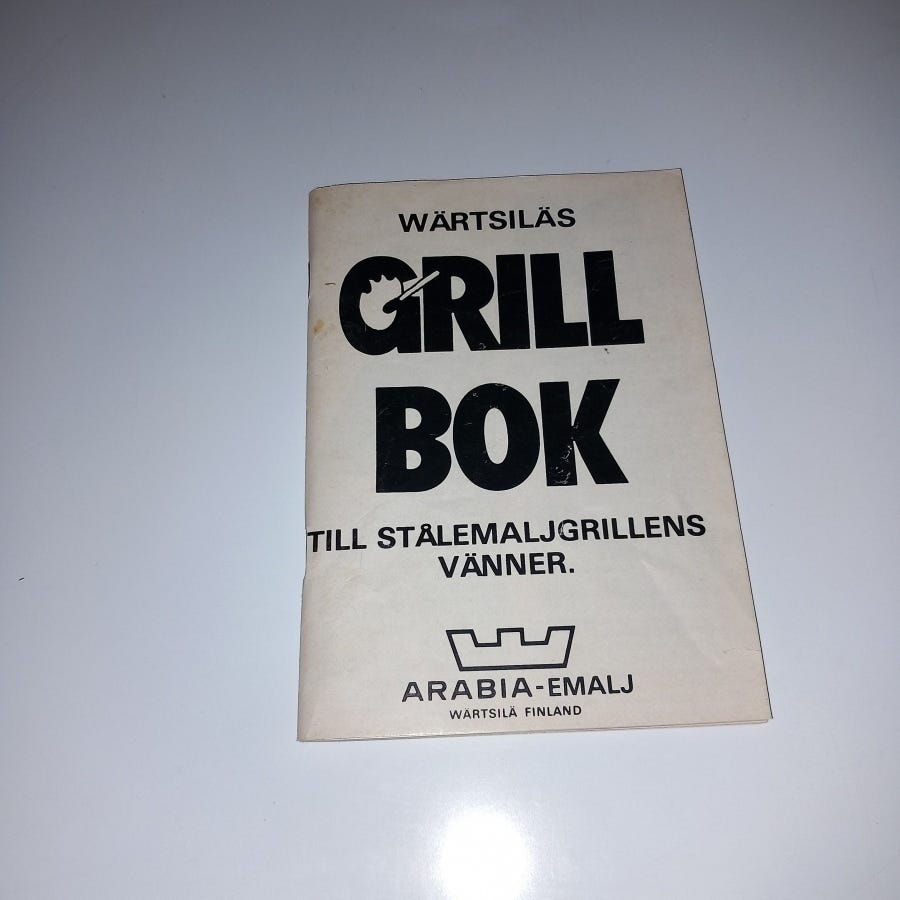 WÄRTSILÄS
GRILL
BOK
TILL STÅLEMALJGRILLENS
VÄNNER.
ARABIA-EMALJ
WÄRTSILÄ FINLAND